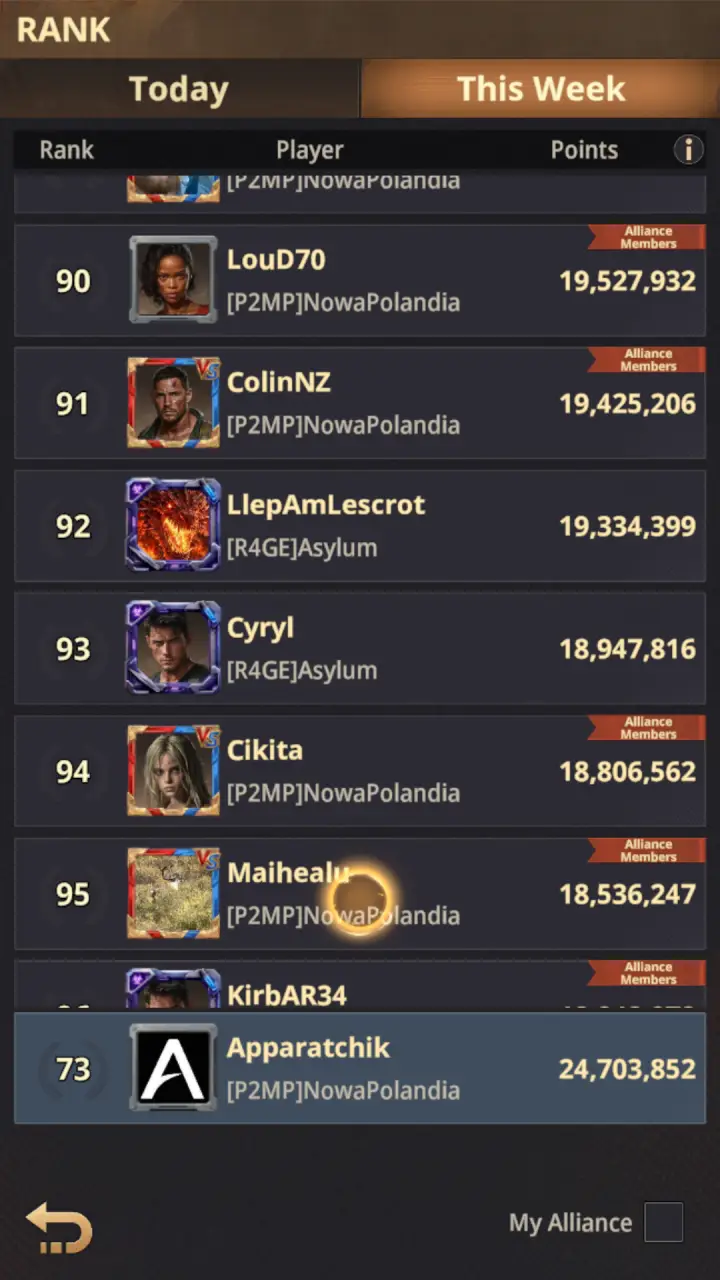 RANK
Today
This Week
Rank
Player
Points
i
[P2MP]NowaPolandia
Alliance
Members
90
LouD70
[P2MP]NowaPolandia
19,527,932
Alliance
Members
91
VS
ColinNZ
[P2MP]NowaPolandia
19,425,206
92
LlepAmLescrot
[R4GE]Asylum
19,334,399
93
Cyryl
[R4GE]Asylum
18,947,816
Alliance
Members
94
VS
Cikita
[P2MP]NowaPolandia
18,806,562
Alliance
Members
95
VS
Maihealu
[P2MP]NowaPolandia
18,536,247
Alliance
Members
KirbAR34
73
A
Apparatchik
[P2MP]NowaPolandia
24,703,852
My Alliance